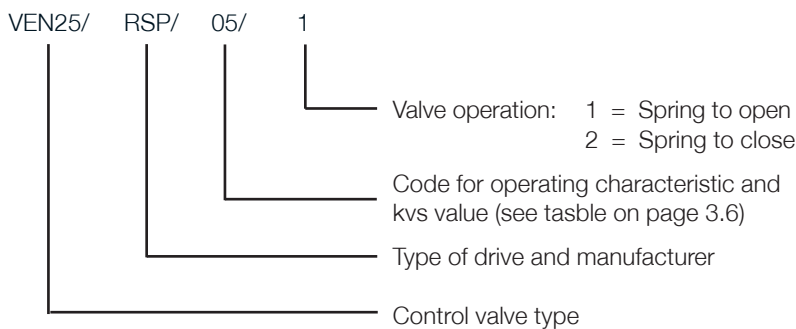 VEN25/ RSP/ 05/ 1
Valve operation: 1 = Spring to open
2 = Spring to close
Code for operating characteristic and
kvs value (see tasble on page 3.6)
Type of drive and manufacturer
Control valve type